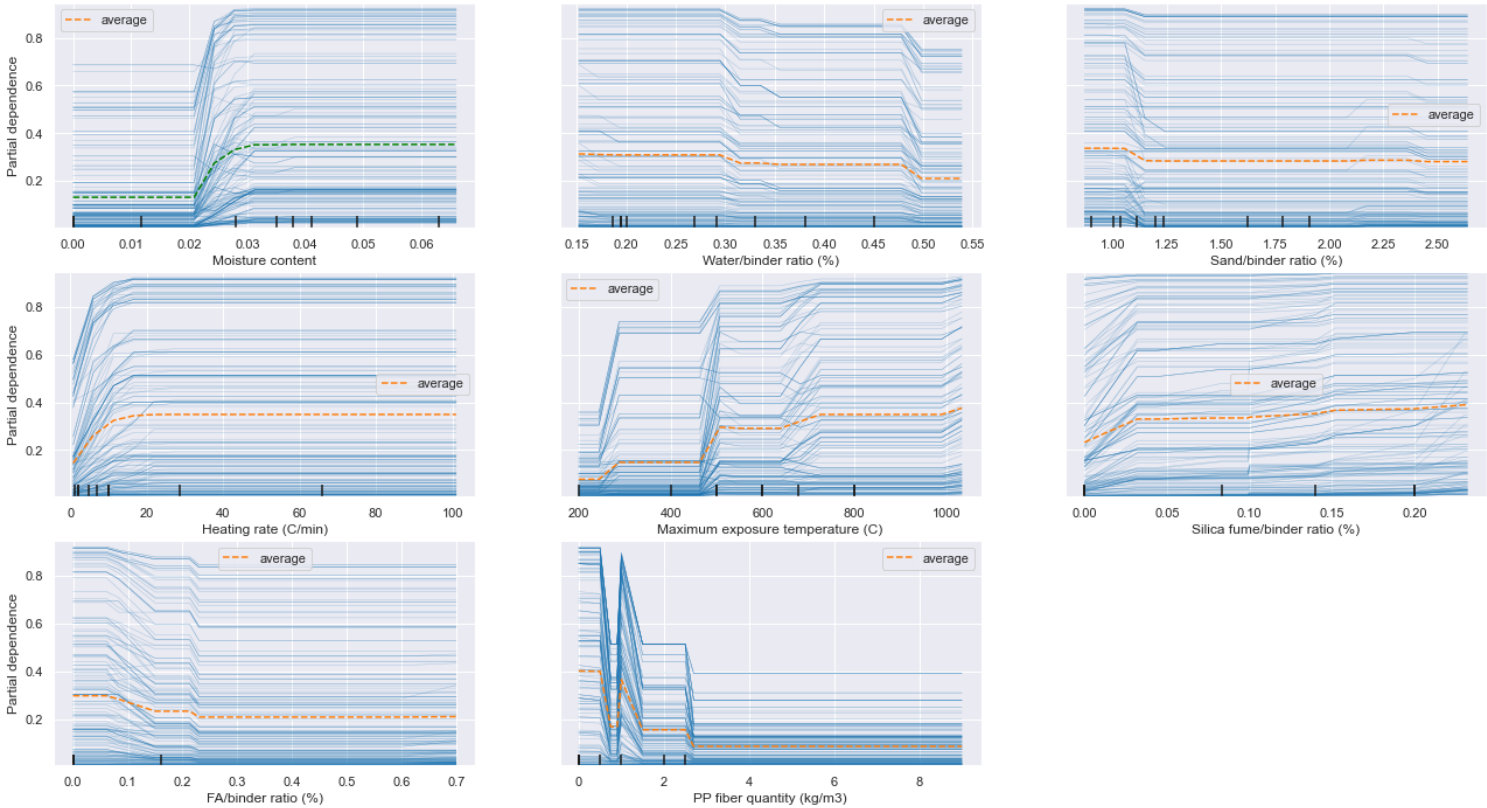 average
average
average
Partial dependence
0.8
0.6
0.4
0.2
0.00 0.01 0.02 0.03 0.04 0.05 0.06
0.15 0.20 0.25 0.30 0.35 0.40 0.45 0.50 0.55
1.00 1.25 1.50 1.75 2.00 2.25 2.50
Moisture content
Water/binder ratio (%)
Sand/binder ratio (%)
average
average
average
Partial dependence
0.8
0.6
0.4
0.2
0 20 40 60 80 100
200 400 600 800 1000
0.00 0.05 0.10 0.15 0.20
Heating rate (C/min)
Maximum exposure temperature (C)
Silica fume/binder ratio (%)
average
average
Partial dependence
0.8
0.6
0.4
0.2
0.0 0.1 0.2 0.3 0.4 0.5 0.6 0.7
0 2 4 6 8
FA/binder ratio (%)
PP fiber quantity (kg/m3)